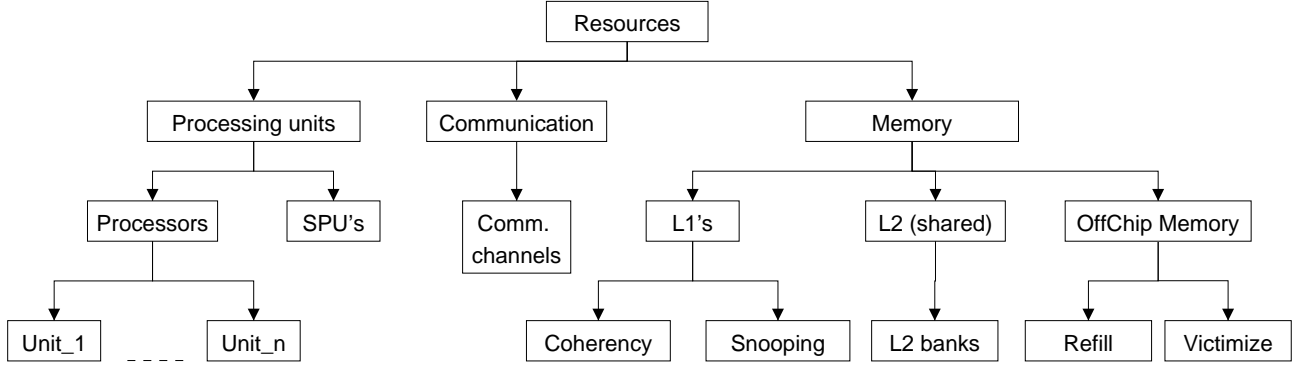 Resources
Processing units
Communication
Memory
Processors
SPU's
Comm.
channels
L1's
L2 (shared)
OffChip Memory
Unit_1
Unit_n
Coherency
Snooping
L2 banks
Refill
Victimize